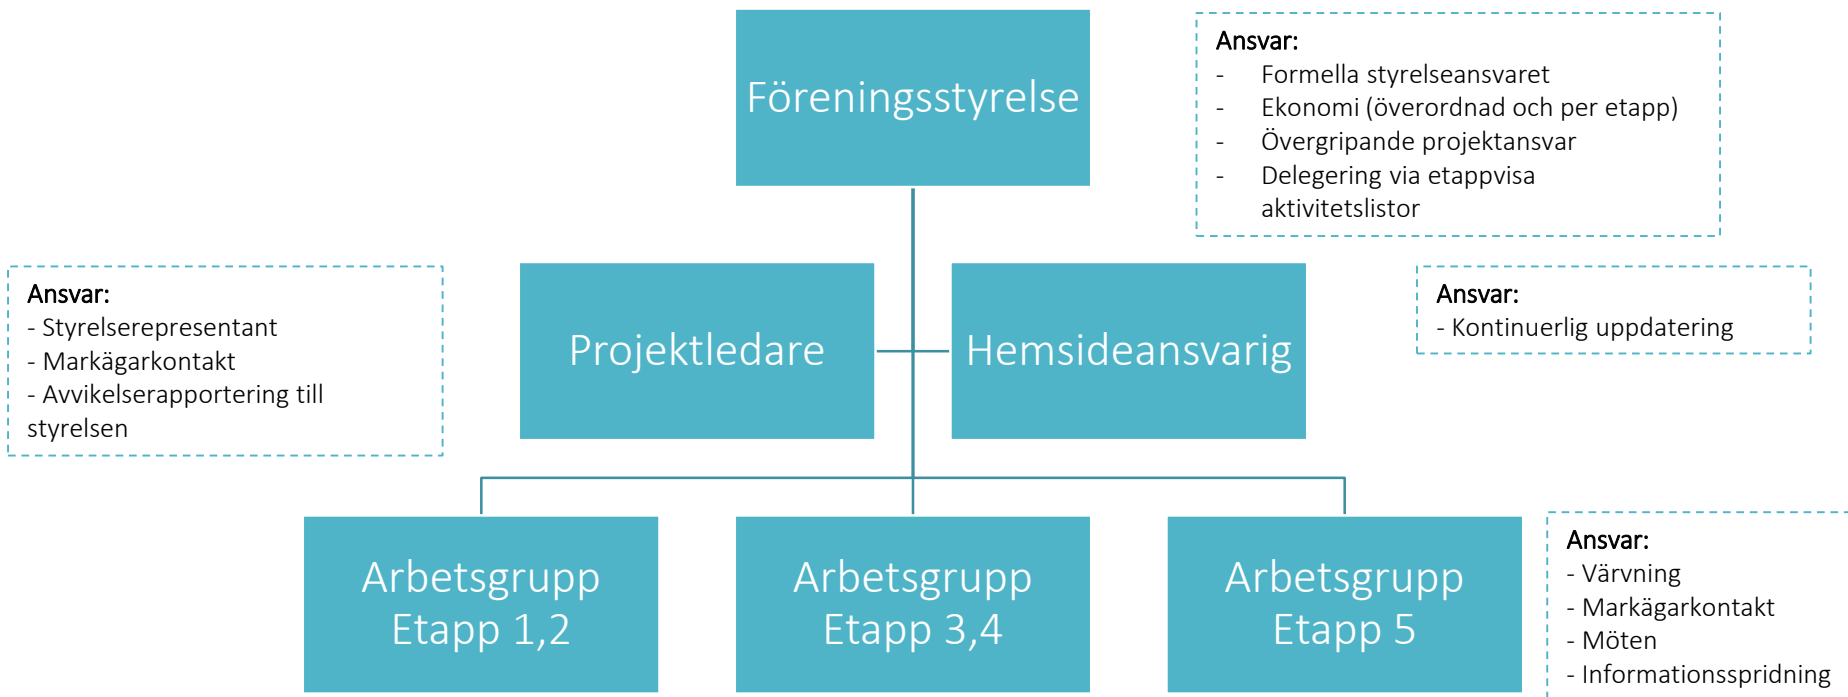 Föreningsstyrelse
Ansvar:
- Formella styrelseansvaret
- Ekonomi (överordnad och per etapp)
- Övergripande projektansvar
- Delegering via etappvisa
aktivitetslistor
Ansvar:
- Styrelserepresentant
- Markägarkontakt
- Avvikelserapportering till
styrelsen
Projektledare
Hemsideansvarig
Ansvar:
- Kontinuerlig uppdatering
Arbetsgrupp
Etapp 1,2
Arbetsgrupp
Etapp 3,4
Arbetsgrupp
Etapp 5
Ansvar:
- Värvning
- Markägarkontakt
- Möten
- Informationsspridning